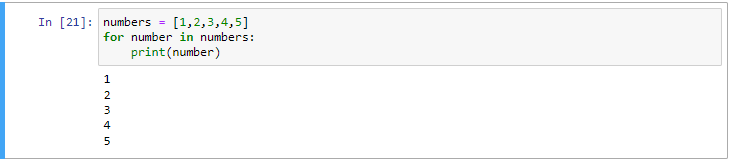 In [21]: numbers = [1,2,3,4,5]
for number in numbers:
    print(number)
1
2
3
4
5